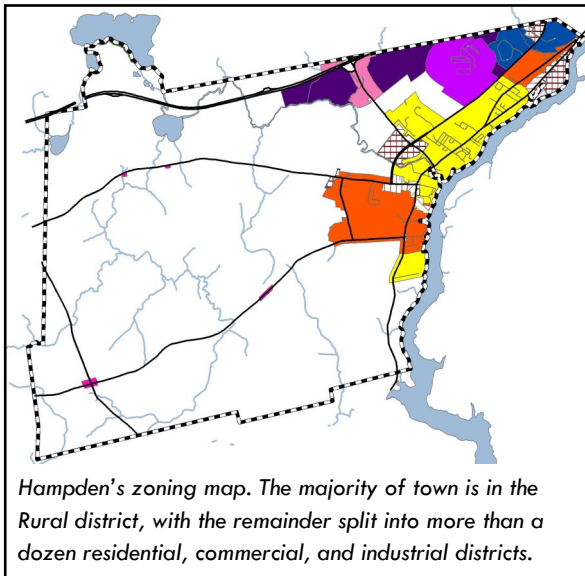 Hampden’s zoning map. The majority of town is in the
Rural district, with the remainder split into more than a
dozen residential, commercial, and industrial districts.